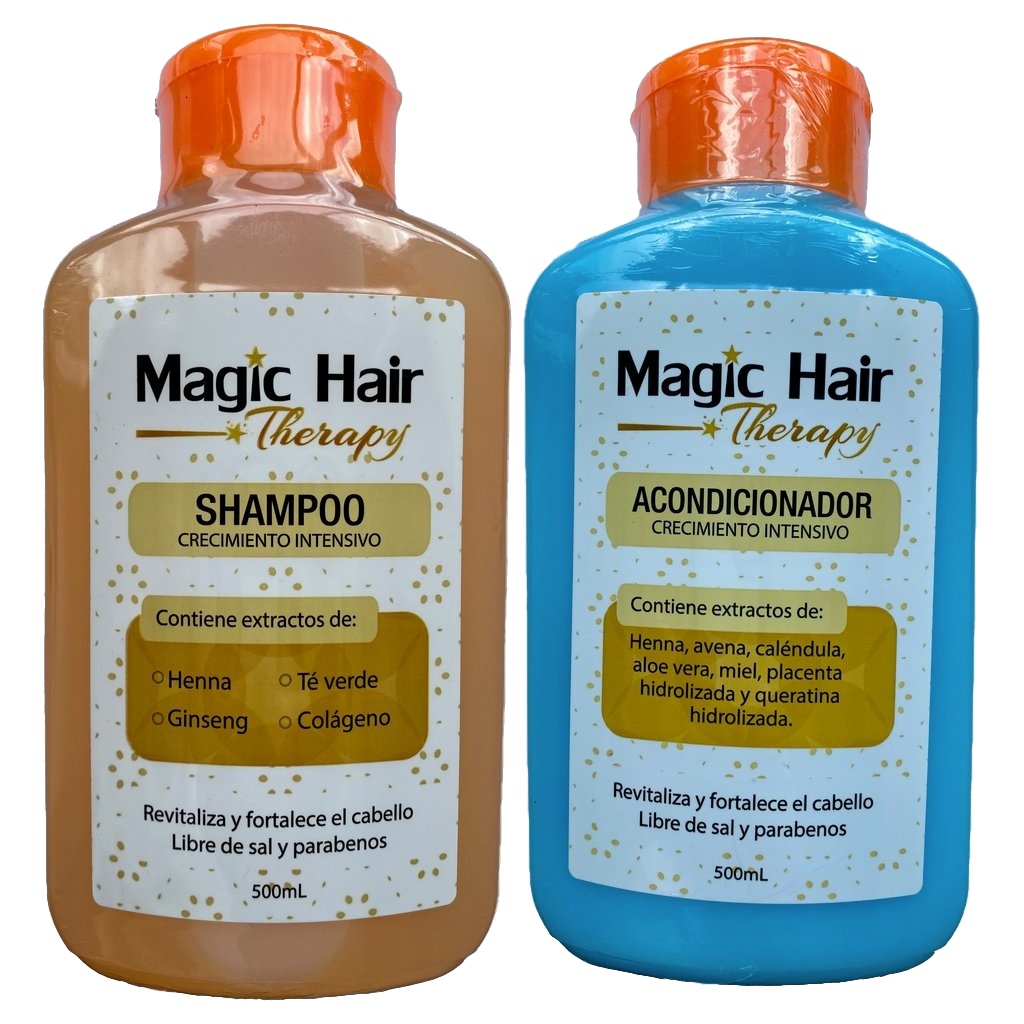 Magic Hair
Therapy
SHAMPOO
CRECIMIENTO INTENSIVO
Contiene extractos de:
Henna
Té verde
Ginseng
Colágeno
Revitaliza y fortalece el cabello
Libre de sal y parabenos
500mL
Magic Hair
Therapy
ACONDICIONADOR
CRECIMIENTO INTENSIVO
Contiene extractos de:
Henna, avena, caléndula,
aloe vera, miel, placenta
hidrolizada y queratina
hidrolizada.
Revitaliza y fortalece el cabello
Libre de sal y parabenos
500mL